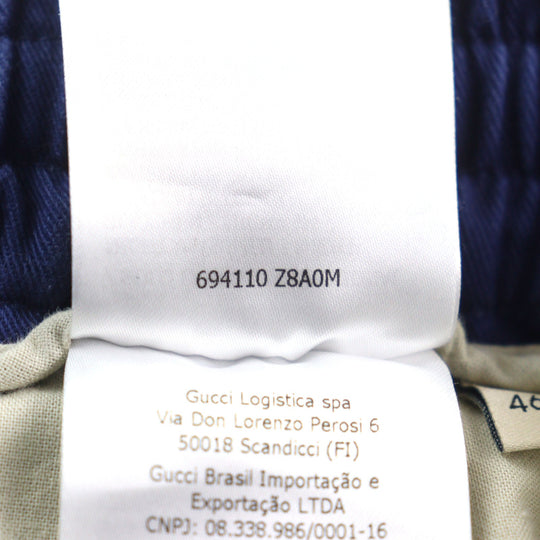 694110 Z8A0M
Gucci Logistica spa
Via Don Lorenzo Perosi 6
50018 Scandicci (FI)
Gucci Brasil Importação e
Exportação LTDA
CNPJ: 08.338.986/0001-16